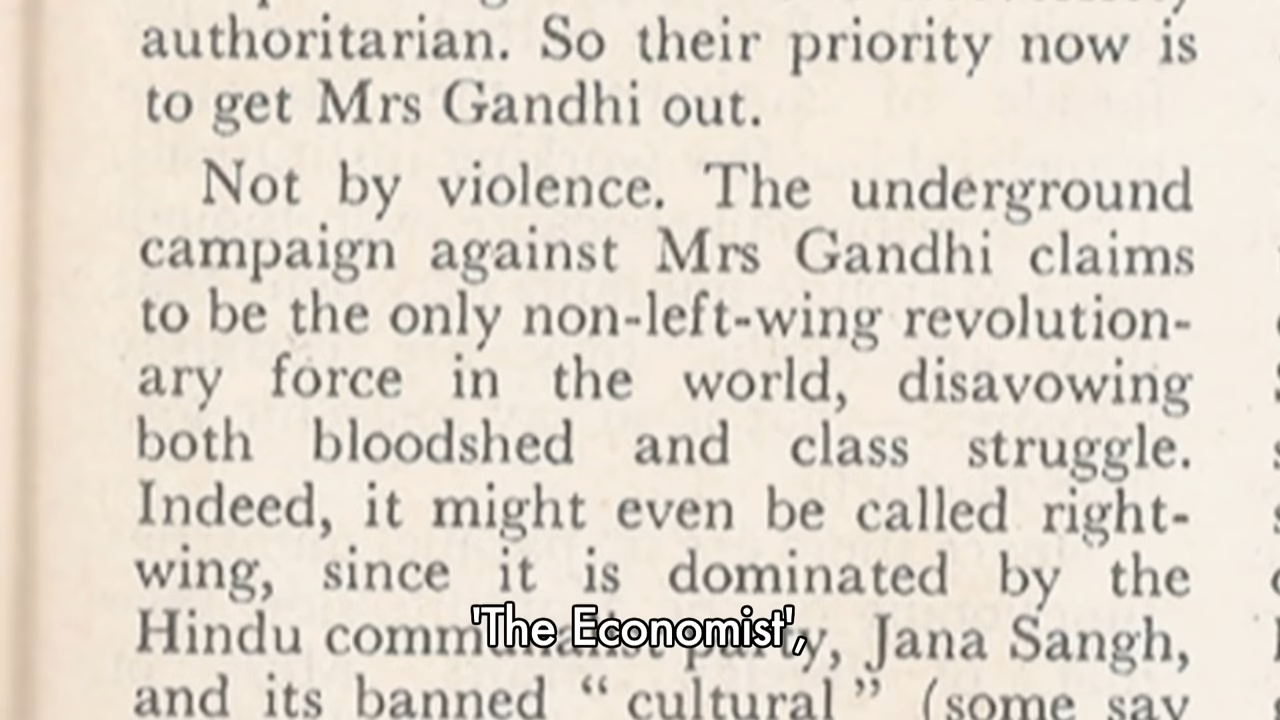 authoritarian. So their priority now is
to get Mrs Gandhi out.
Not by violence. The underground
campaign against Mrs Gandhi claims
to be the only non-left-wing revolution-
ary force in the world, disavowing
both bloodshed and class struggle.
Indeed, it might even be called right-
wing, since it is dominated by the
Hindu party, Jana Sangh,
'The Economist',
and its banned “ cultural ” (some say